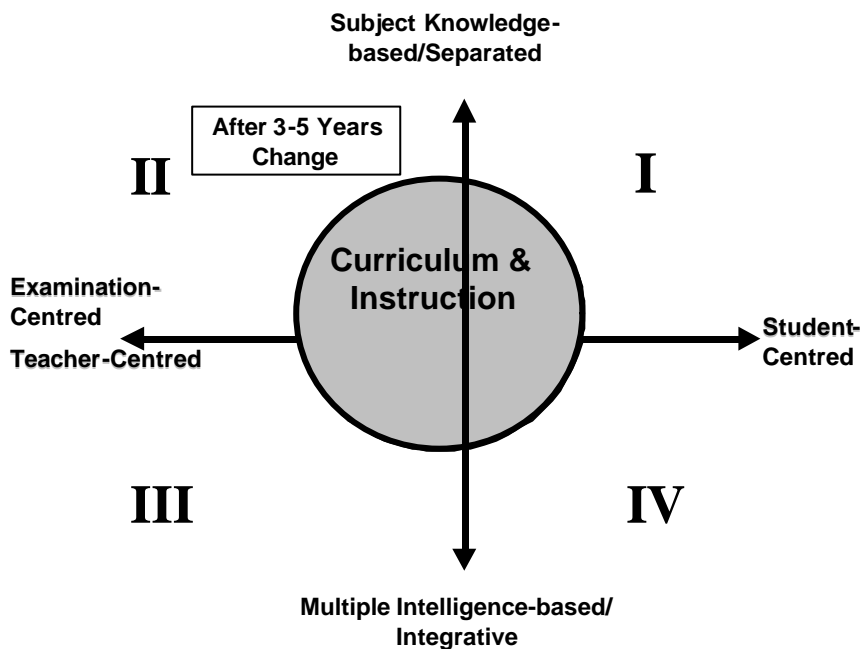 Subject Knowledge-
based/Separated
After 3-5 Years
Change
II
I
Curriculum &
Instruction
Examination-
Centred
Teacher-Centred
Student-
Centred
III
IV
Multiple Intelligence-based/
Integrative